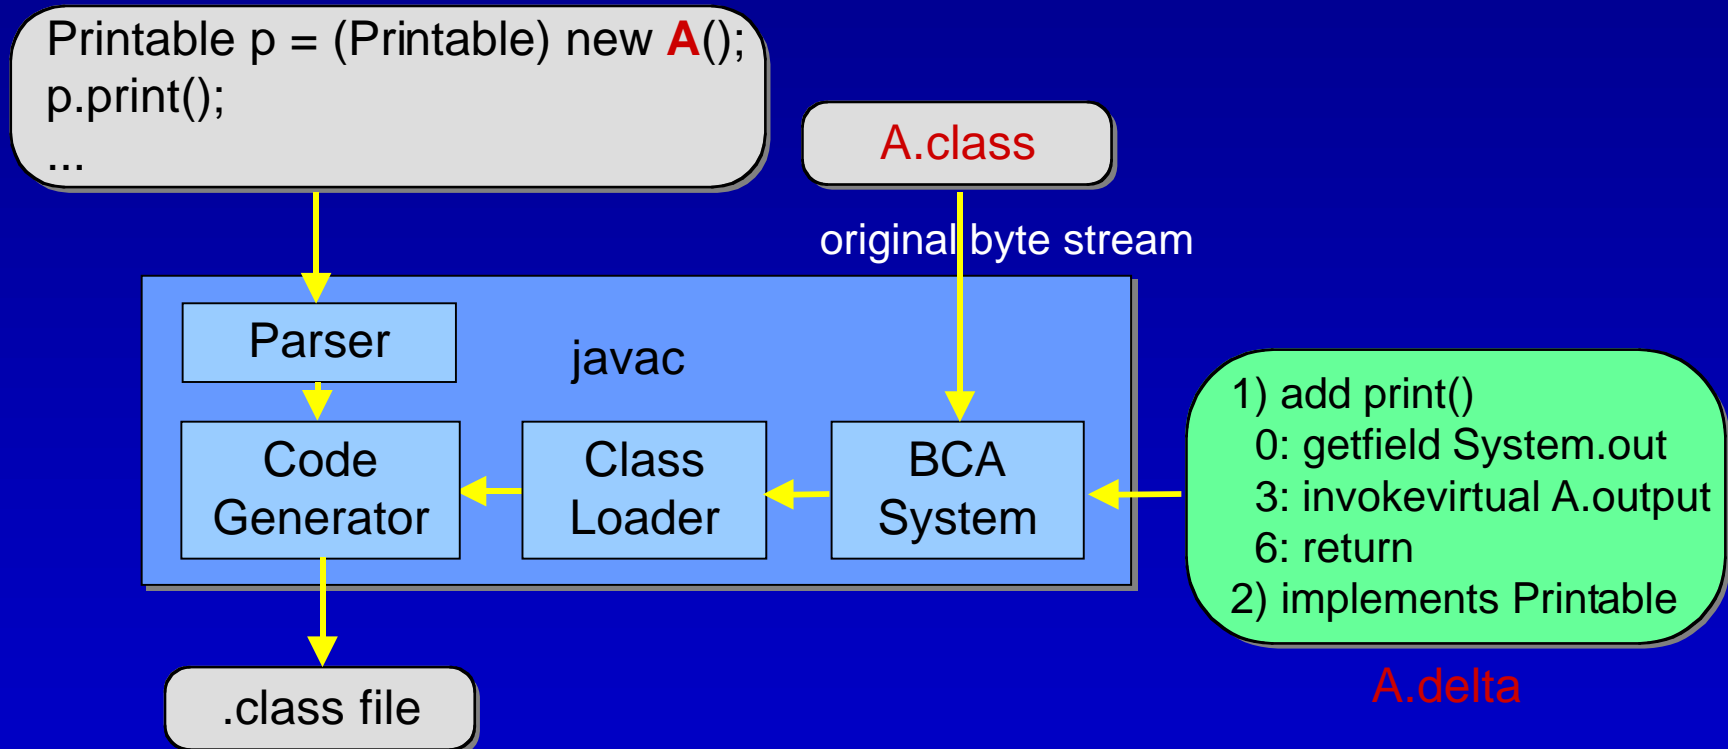 Printable p = (Printable) new A();
p.print();
...
A.class
original byte stream
Parser
javac
Code
Generator
Class
Loader
BCA
System
1) add print()
0: getfield System.out
3: invokevirtual A.output
6: return
2) implements Printable
A.delta
.class file